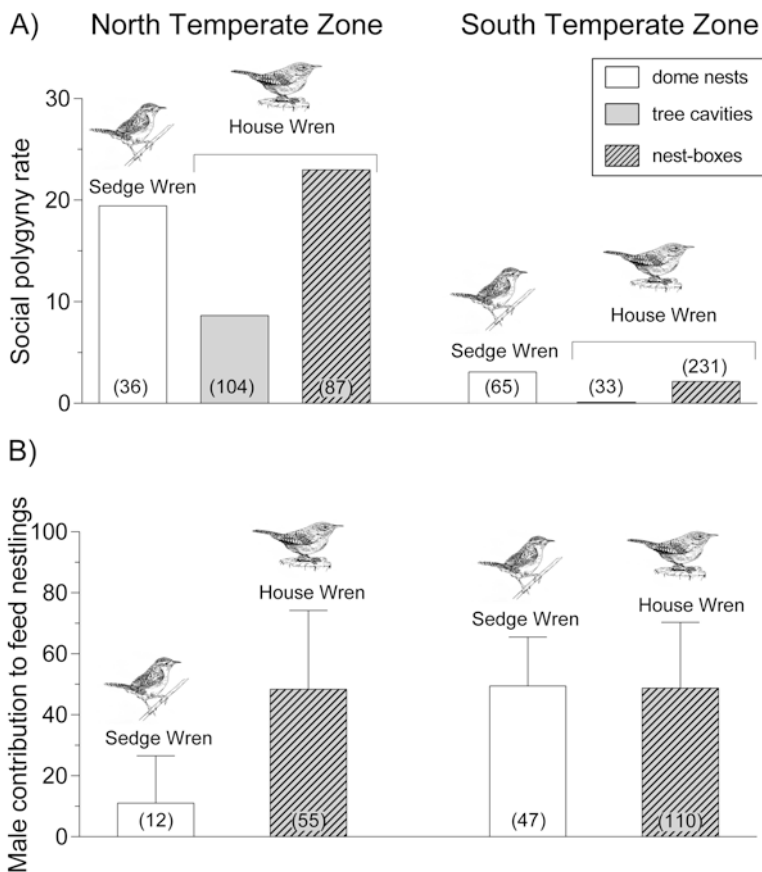 A)
North Temperate Zone
South Temperate Zone
dome nests
tree cavities
nest-boxes
House Wren
Sedge Wren
House Wren
Sedge Wren
Social polygyny rate
30
20
10
0
(36)
(104)
(87)
(65)
(33)
(231)
B)
Male contribution to feed nestlings
100
80
60
40
20
0
House Wren
Sedge Wren
Sedge Wren
House Wren
(12)
(55)
(47)
(110)